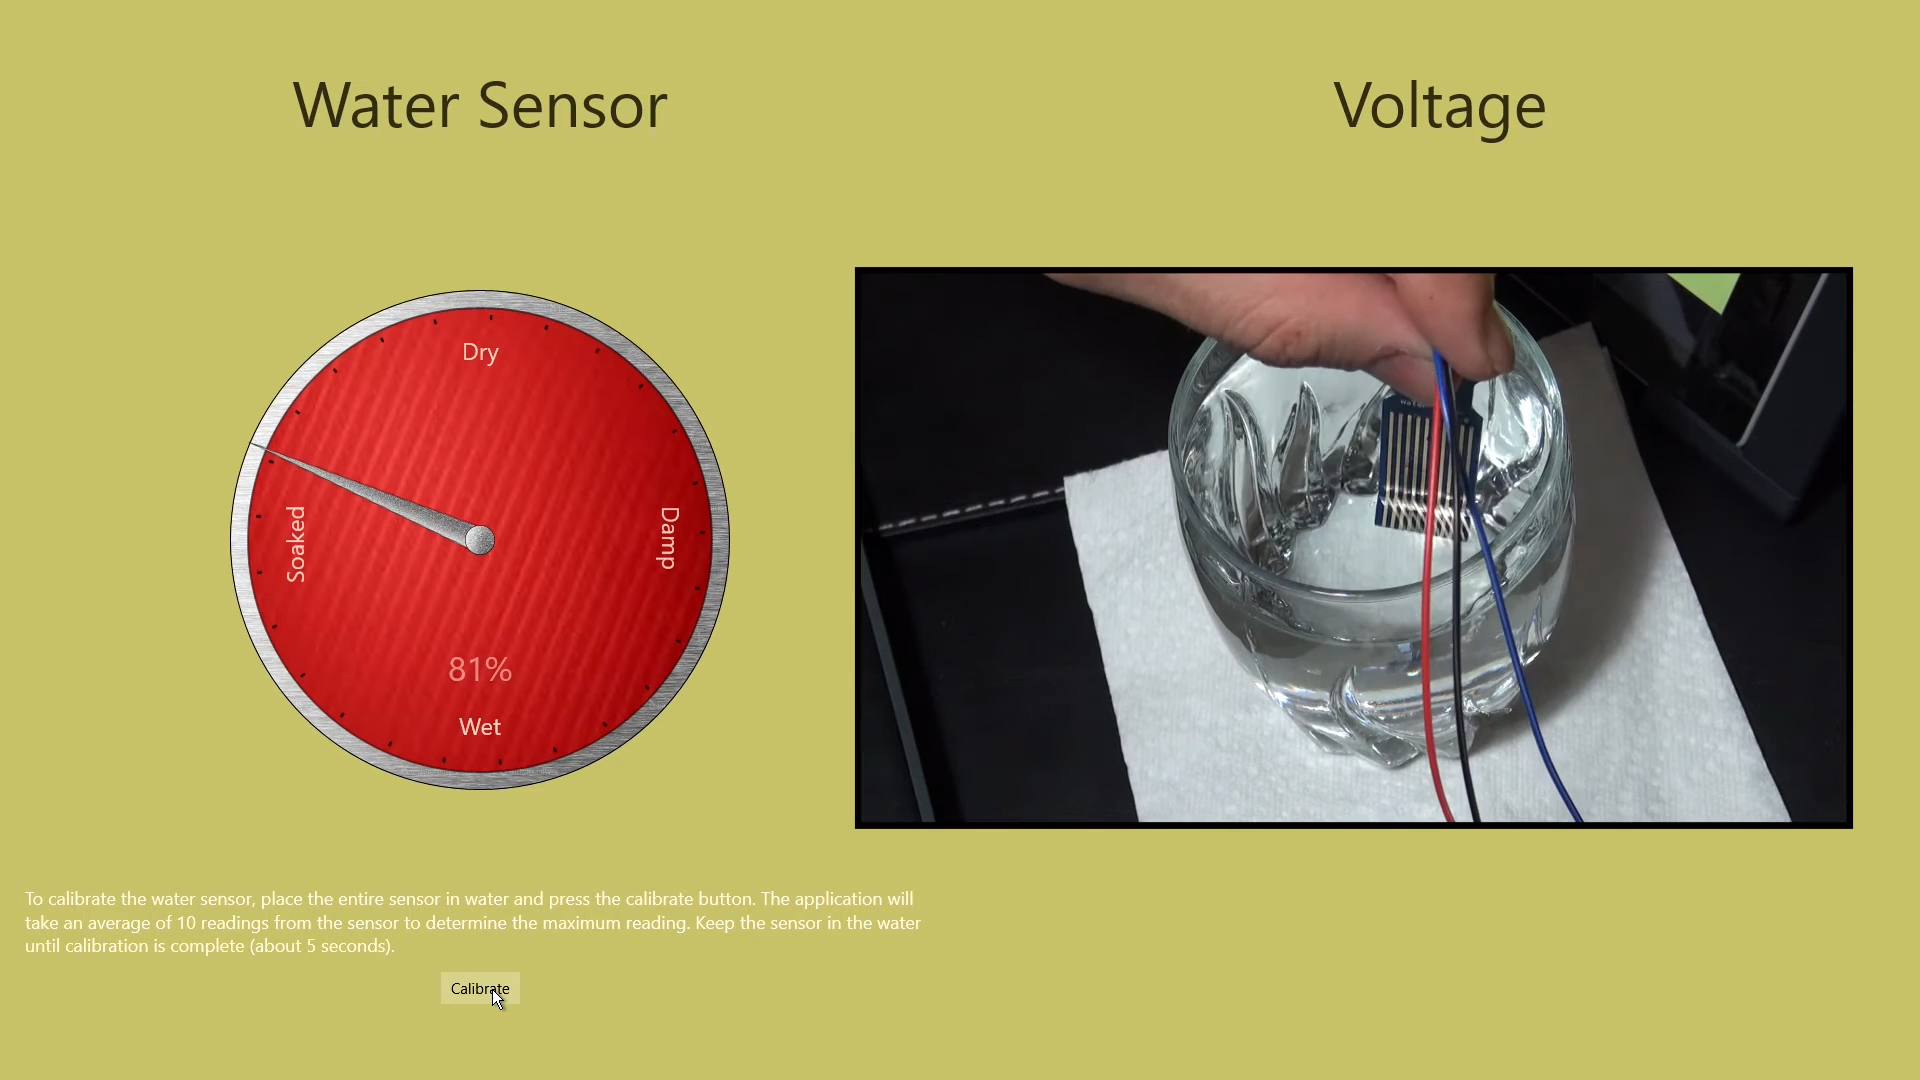 Water Sensor
Voltage
Dry
Soaked
Damp
81%
Wet
To calibrate the water sensor, place the entire sensor in water and press the calibrate button. The application will
take an average of 10 readings from the sensor to determine the maximum reading. Keep the sensor in the water
until calibration is complete (about 5 seconds).
Calibrate